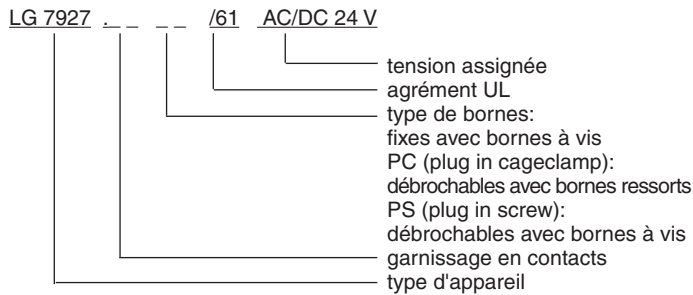 LG 7927 ._ _ _ _ /61 AC/DC 24 V
tension assignée
agrément UL
type de bornes:
fixes avec bornes à vis
PC (plug in cageclamp):
débrochables avec bornes ressorts
PS (plug in screw):
débrochables avec bornes à vis
garnissage en contacts
type d'appareil